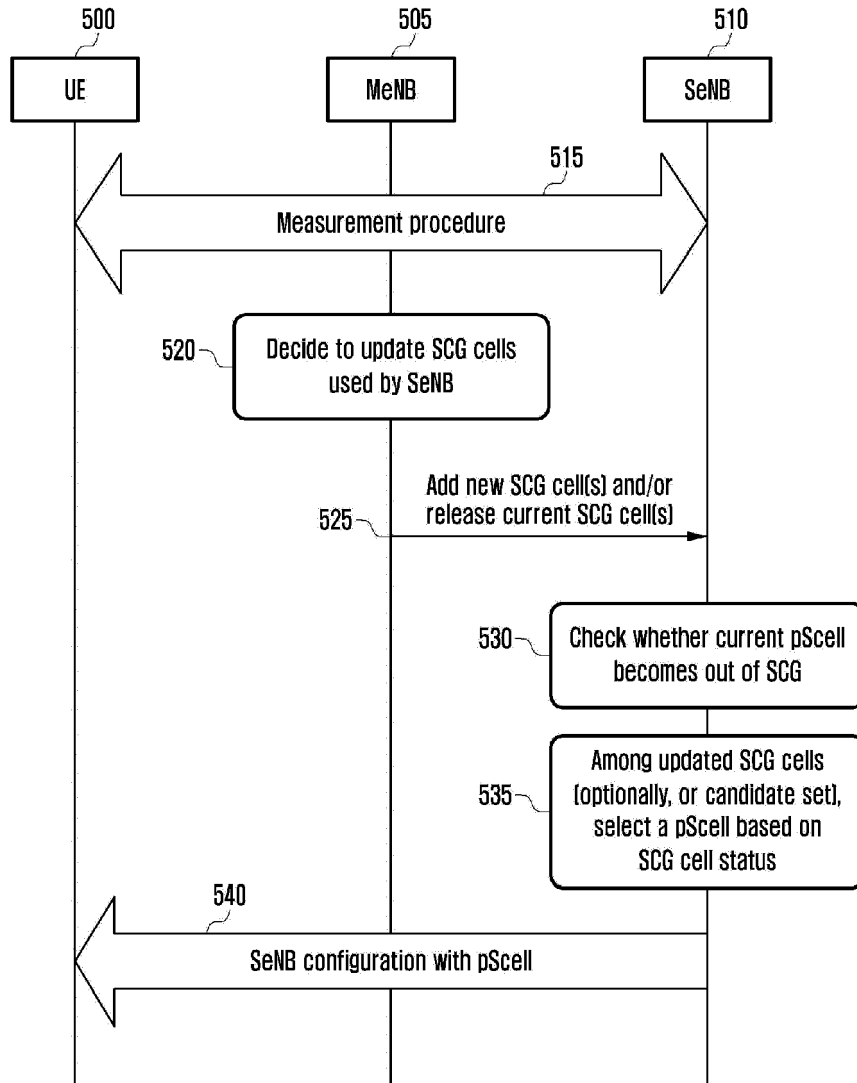 500
505
510
UE
MeNB
SeNB
515
Measurement procedure
520
Decide to update SCG cells
used by SeNB
Add new SCG cell(s) and/or
release current SCG cell(s)
525
530
Check whether current pScell
becomes out of SCG
535
Among updated SCG cells
(optionally, or candidate set),
select a pScell based on
SCG cell status
540
SeNB configuration with pScell